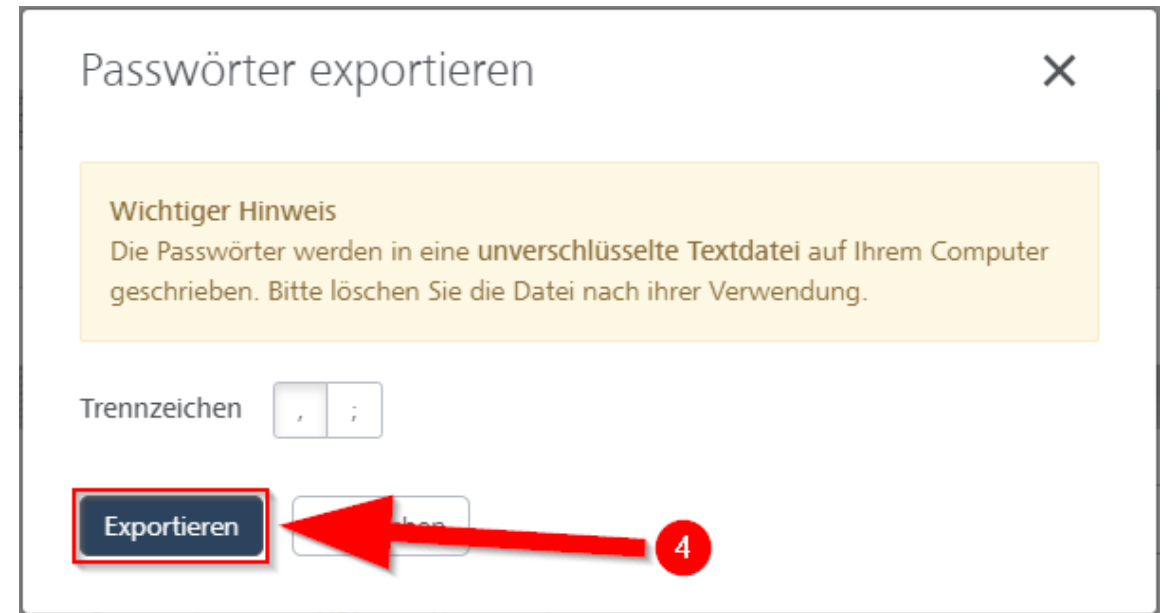 Passwörter exportieren
Wichtiger Hinweis
Die Passwörter werden in eine unverschlüsselte Textdatei auf Ihrem Computer
geschrieben. Bitte löschen Sie die Datei nach ihrer Verwendung.
Trennzeichen , ;
Exportieren
4